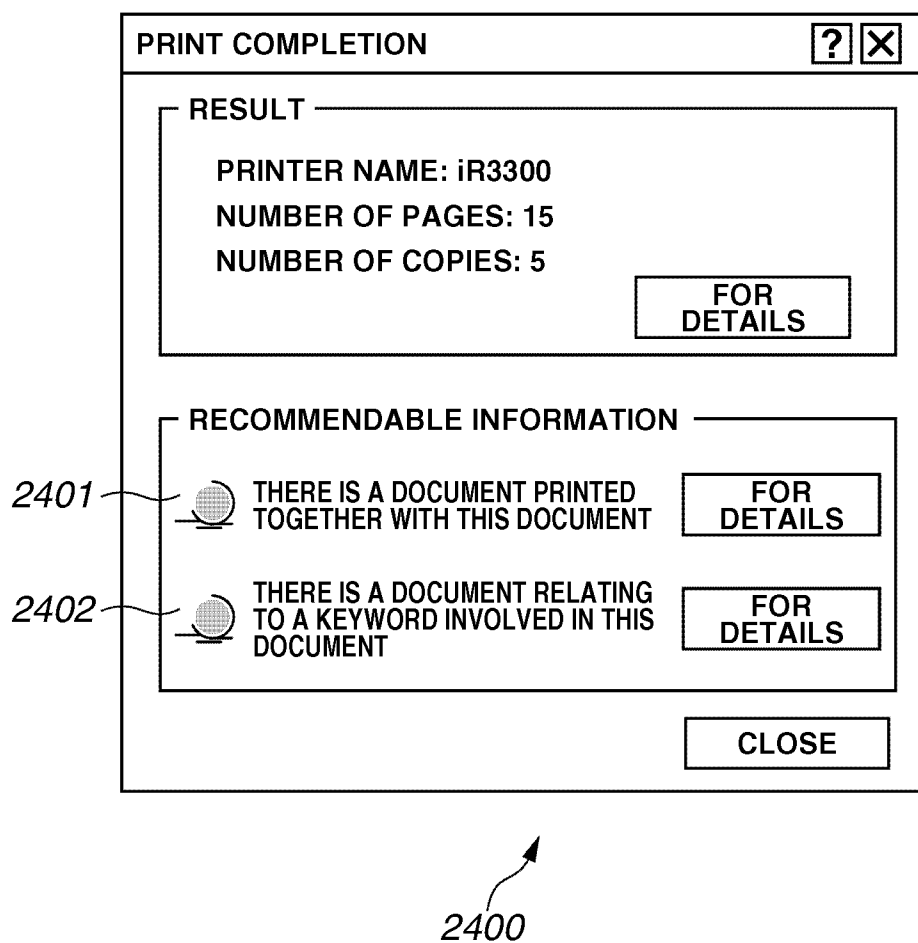 PRINT COMPLETION ? X
RESULT
PRINTER NAME: iR3300
NUMBER OF PAGES: 15
NUMBER OF COPIES: 5
FOR
DETAILS
RECOMMENDABLE INFORMATION
2401
THERE IS A DOCUMENT PRINTED
TOGETHER WITH THIS DOCUMENT
FOR
DETAILS
2402
THERE IS A DOCUMENT RELATING
TO A KEYWORD INVOLVED IN THIS
DOCUMENT
FOR
DETAILS
CLOSE
2400